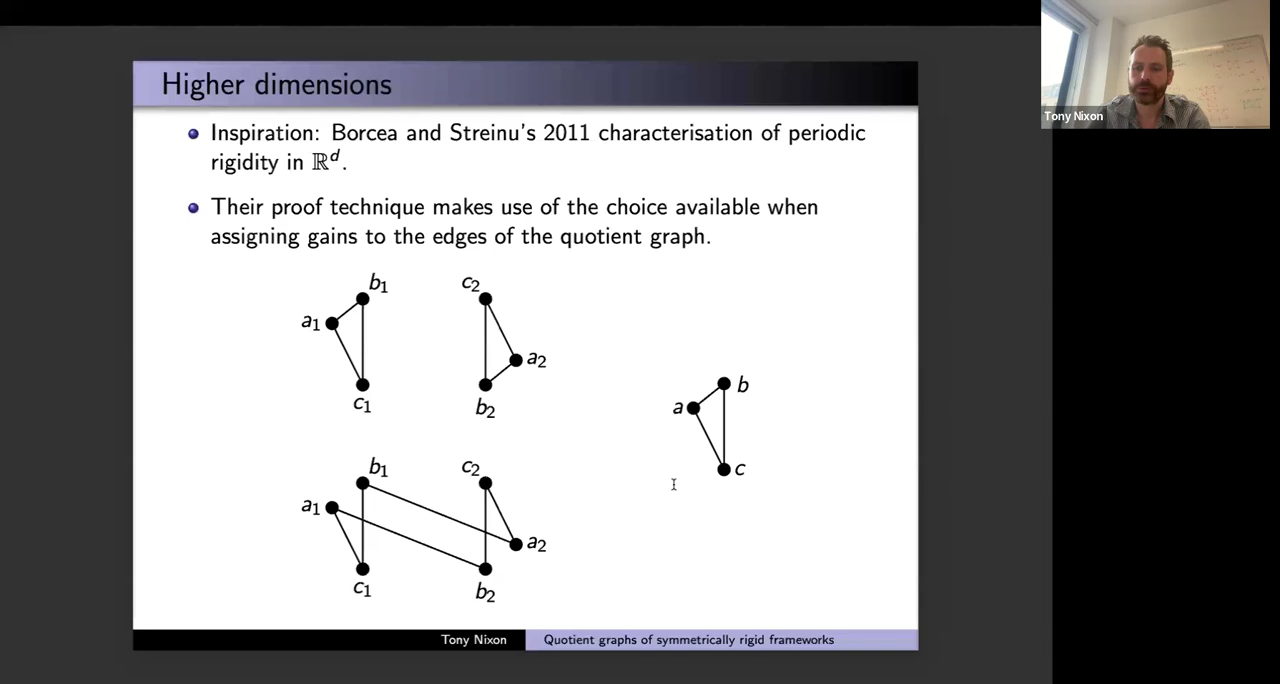 Tony Nixon
Higher dimensions
Inspiration: Borcea and Streinu's 2011 characterisation of periodic
rigidity in ℝᵈ.
Their proof technique makes use of the choice available when
assigning gains to the edges of the quotient graph.
b₁
c₂
a₁
a₂
c₁
b₂
b
a
c
b₁
c₂
a₁
a₂
c₁
b₂
Tony Nixon
Quotient graphs of symmetrically rigid frameworks